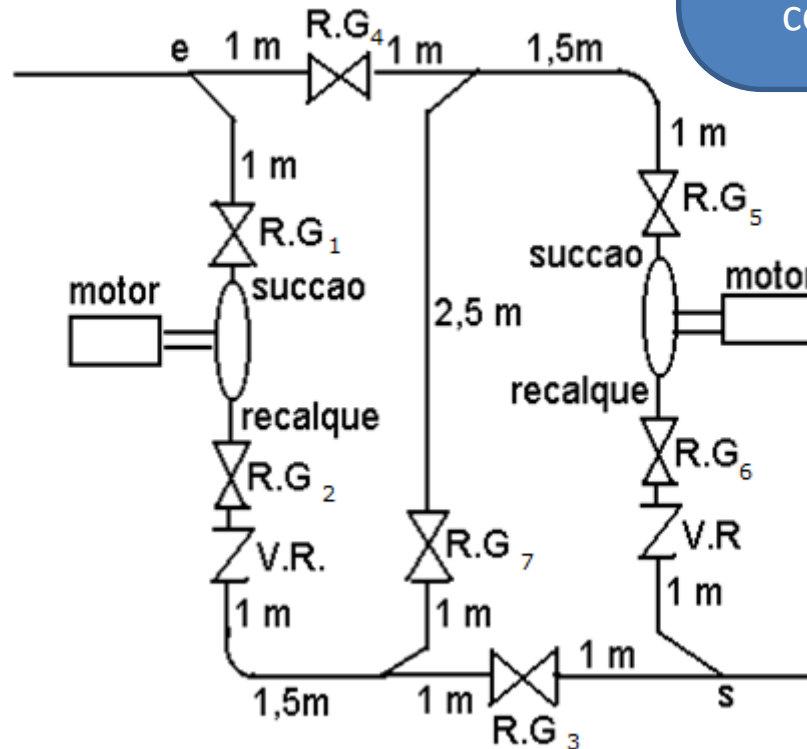 e
1 m
R.G4
1 m
1,5m
1 m
1 m
R.G1
R.G5
succao
succao
motor
motor
2,5 m
recalque
recalque
R.G 2
R.G6
V.R.
R.G 7
V.R
1 m
1 m
1 m
1,5m
1 m
1 m
s
R.G 3